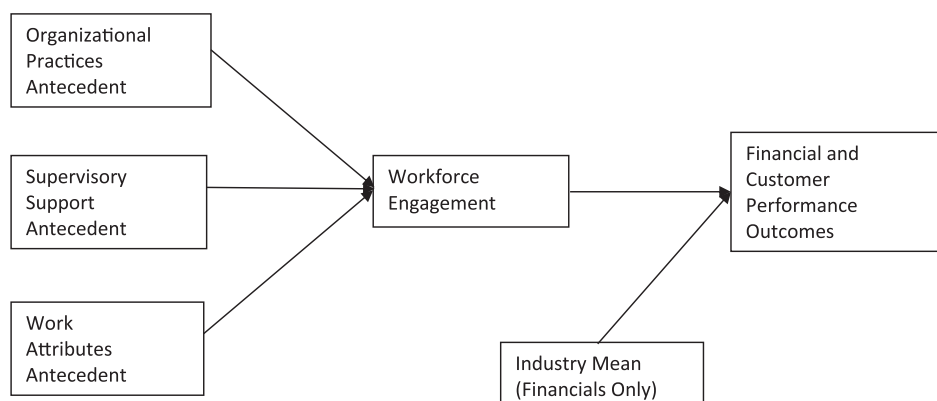 Organizational
Practices
Antecedent
Supervisory
Support
Antecedent
Work
Attributes
Antecedent
Workforce
Engagement
Financial and
Customer
Performance
Outcomes
Industry Mean
(Financials Only)